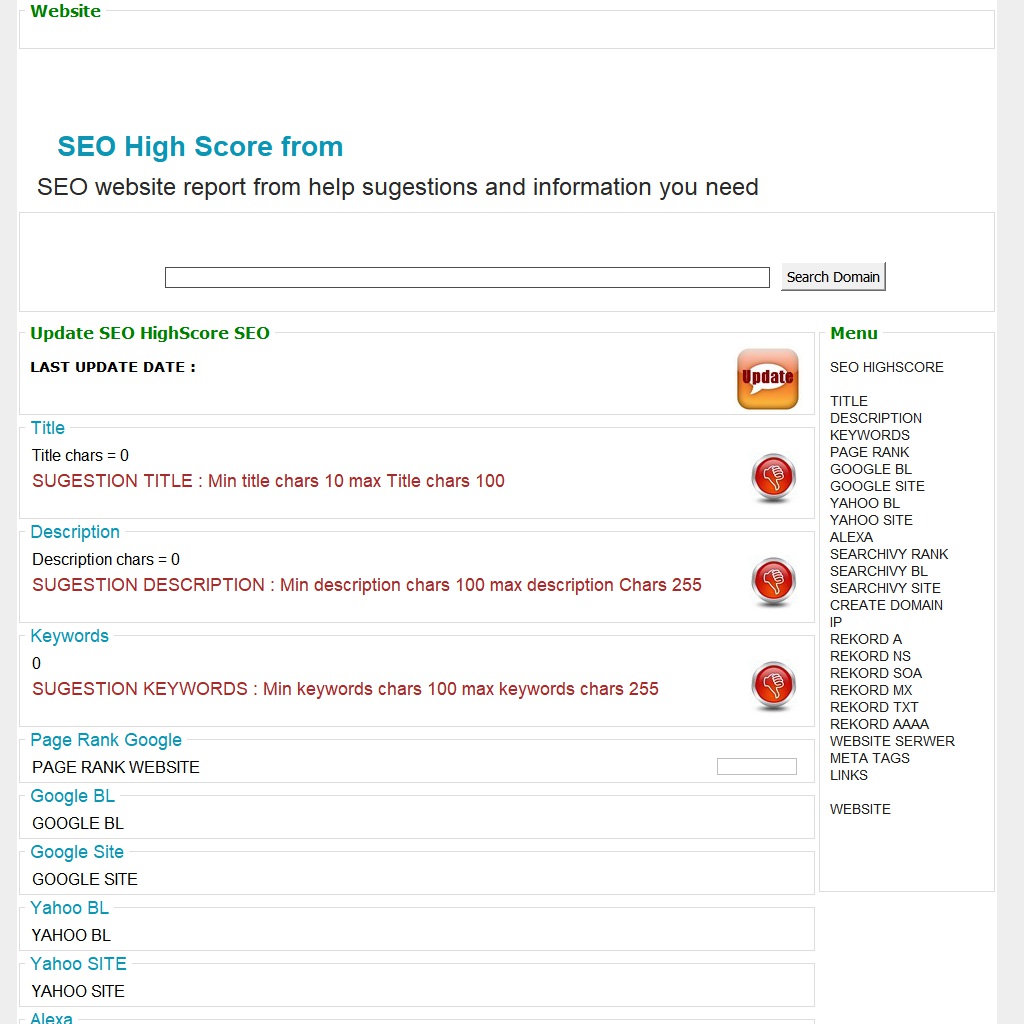 Website
SEO High Score from
SEO website report from help sugestions and information you need
Search Domain
Update SEO HighScore SEO
LAST UPDATE DATE :
Update
Title
Title chars = 0
SUGESTION TITLE : Min title chars 10 max Title chars 100
Description
Description chars = 0
SUGESTION DESCRIPTION : Min description chars 100 max description Chars 255
Keywords
0
SUGESTION KEYWORDS : Min keywords chars 100 max keywords chars 255
Page Rank Google
PAGE RANK WEBSITE
Google BL
GOOGLE BL
Google Site
GOOGLE SITE
Yahoo BL
YAHOO BL
Yahoo SITE
YAHOO SITE
Alexa
Menu
SEO HIGHSCORE
TITLE
DESCRIPTION
KEYWORDS
PAGE RANK
GOOGLE BL
GOOGLE SITE
YAHOO BL
YAHOO SITE
ALEXA
SEARCHIVY RANK
SEARCHIVY BL
SEARCHIVY SITE
CREATE DOMAIN
IP
REKORD A
REKORD NS
REKORD SOA
REKORD MX
REKORD TXT
REKORD AAAA
WEBSITE SERWER
META TAGS
LINKS
WEBSITE